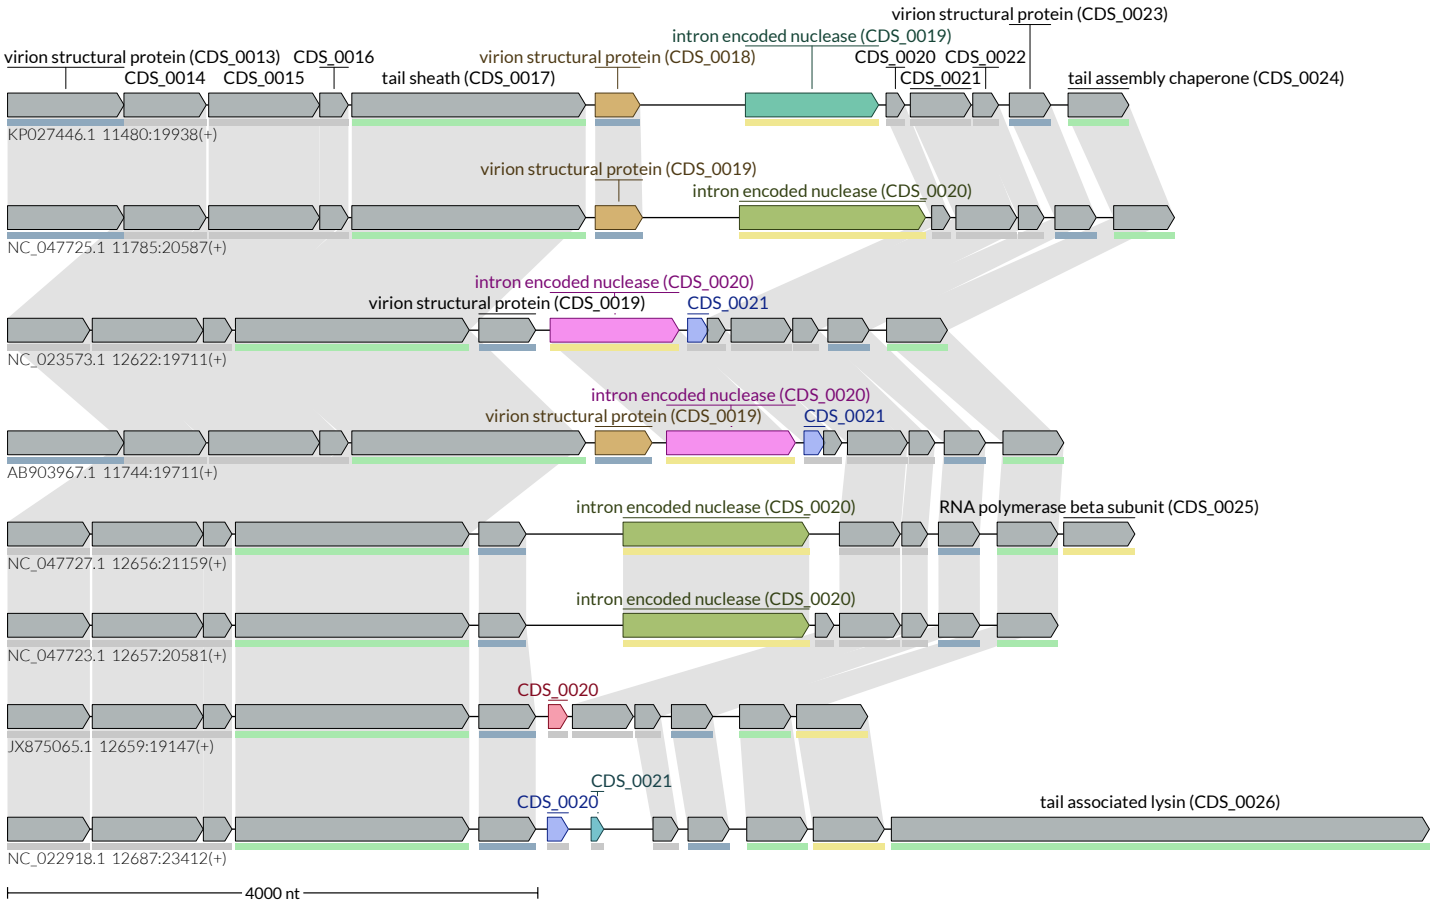 virion structural protein (CDS_0023)
intron encoded nuclease (CDS_0019)
virion structural protein (CDS_0013) CDS_0016 virion structural protein (CDS_0018) CDS_0020 CDS_0022
CDS_0014 CDS_0015 tail sheath (CDS_0017) CDS_0021 tail assembly chaperone (CDS_0024)
KP027446.1 11480:19938(+)
virion structural protein (CDS_0019)
intron encoded nuclease (CDS_0020)
NC_047725.1 11785:20587(+)
intron encoded nuclease (CDS_0020)
virion structural protein (CDS_0019) CDS_0021
NC_023573.1 12622:19711(+)
intron encoded nuclease (CDS_0020)
virion structural protein (CDS_0019) CDS_0021
AB903967.1 11744:19711(+)
intron encoded nuclease (CDS_0020) RNA polymerase beta subunit (CDS_0025)
NC_047727.1 12656:21159(+)
intron encoded nuclease (CDS_0020)
NC_047723.1 12657:20581(+)
CDS_0020
JX875065.1 12659:19147(+)
CDS_0021
CDS_0020 tail associated lysin (CDS_0026)
NC_022918.1 12687:23412(+)
4000 nt